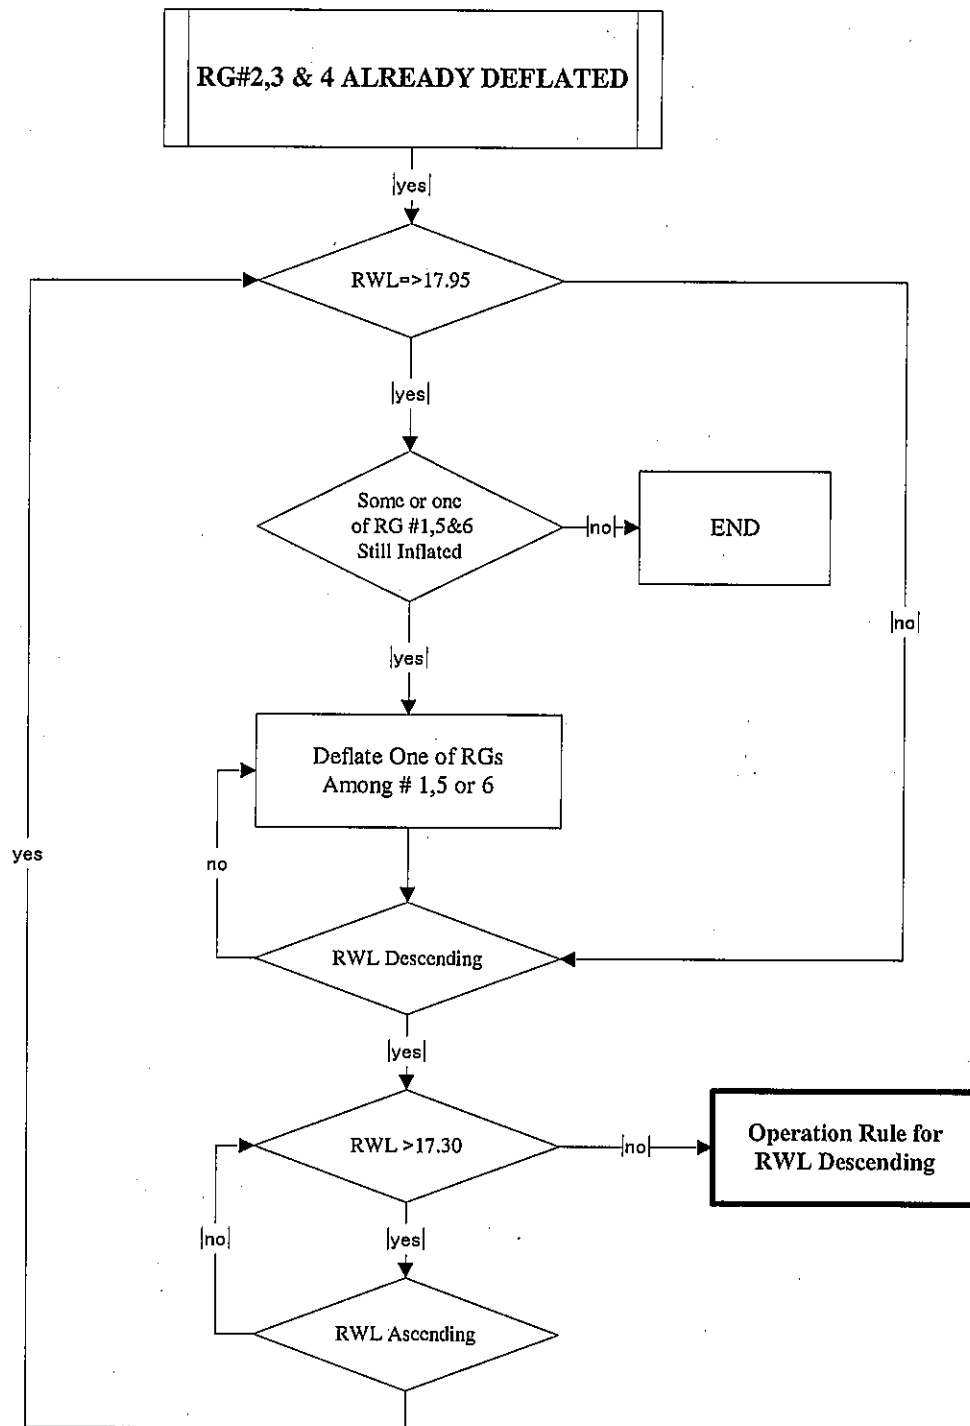 RG#2,3 & 4 ALREADY DEFLATED
|yes|
RWL=>17.95
|yes|
Some or one
of RG #1,5&6
Still Inflated
|no|
END
|no|
|yes|
Deflate One of RGs
Among # 1,5 or 6
yes
no
RWL Descending
|yes|
RWL >17.30
|no|
Operation Rule for
RWL Descending
|no|
|yes|
RWL Ascending